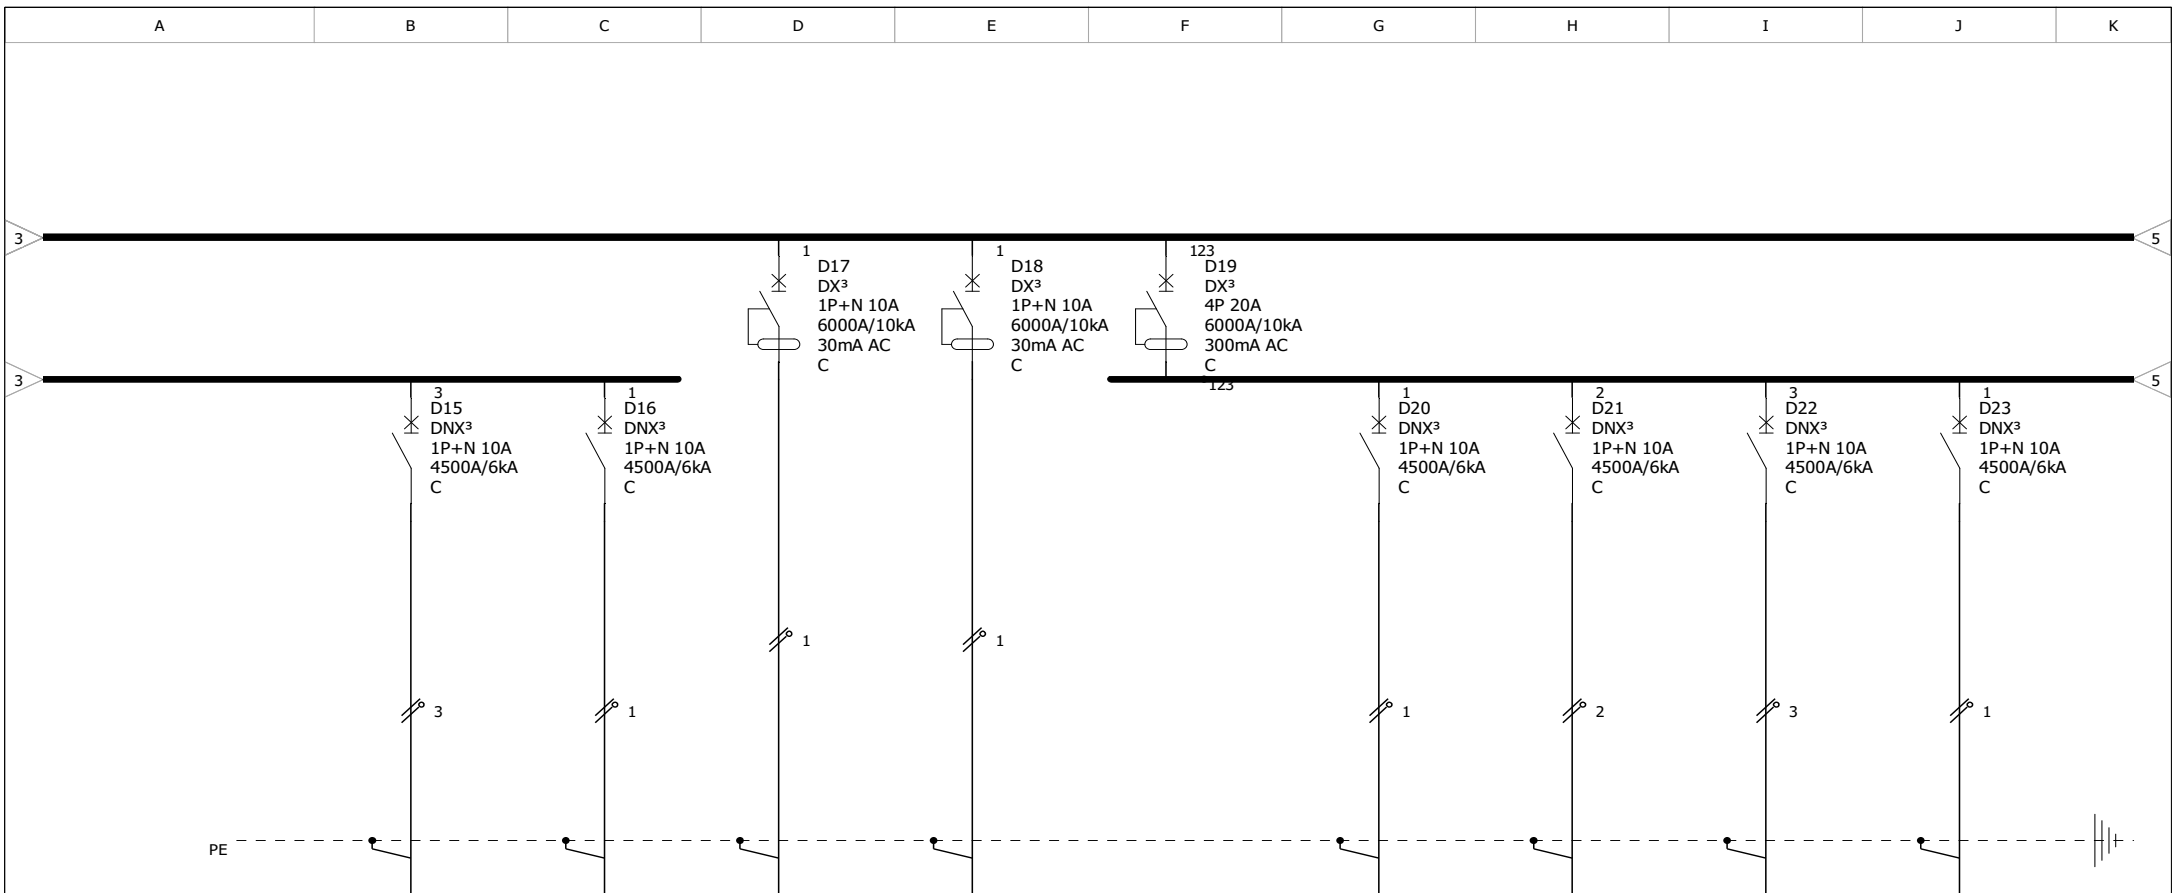 A B C D E F G H I J K
3 5
1
D17
DX³
1P+N 10A
6000A/10kA
30mA AC
C
1
D18
DX³
1P+N 10A
6000A/10kA
30mA AC
C
123
D19
DX³
4P 20A
6000A/10kA
300mA AC
C
123
3 5
3
D15
DNX³
1P+N 10A
4500A/6kA
C
1
D16
DNX³
1P+N 10A
4500A/6kA
C
1
D20
DNX³
1P+N 10A
4500A/6kA
C
2
D21
DNX³
1P+N 10A
4500A/6kA
C
3
D22
DNX³
1P+N 10A
4500A/6kA
C
1
D23
DNX³
1P+N 10A
4500A/6kA
C
1 1
3 1 1 2 3 1
PE